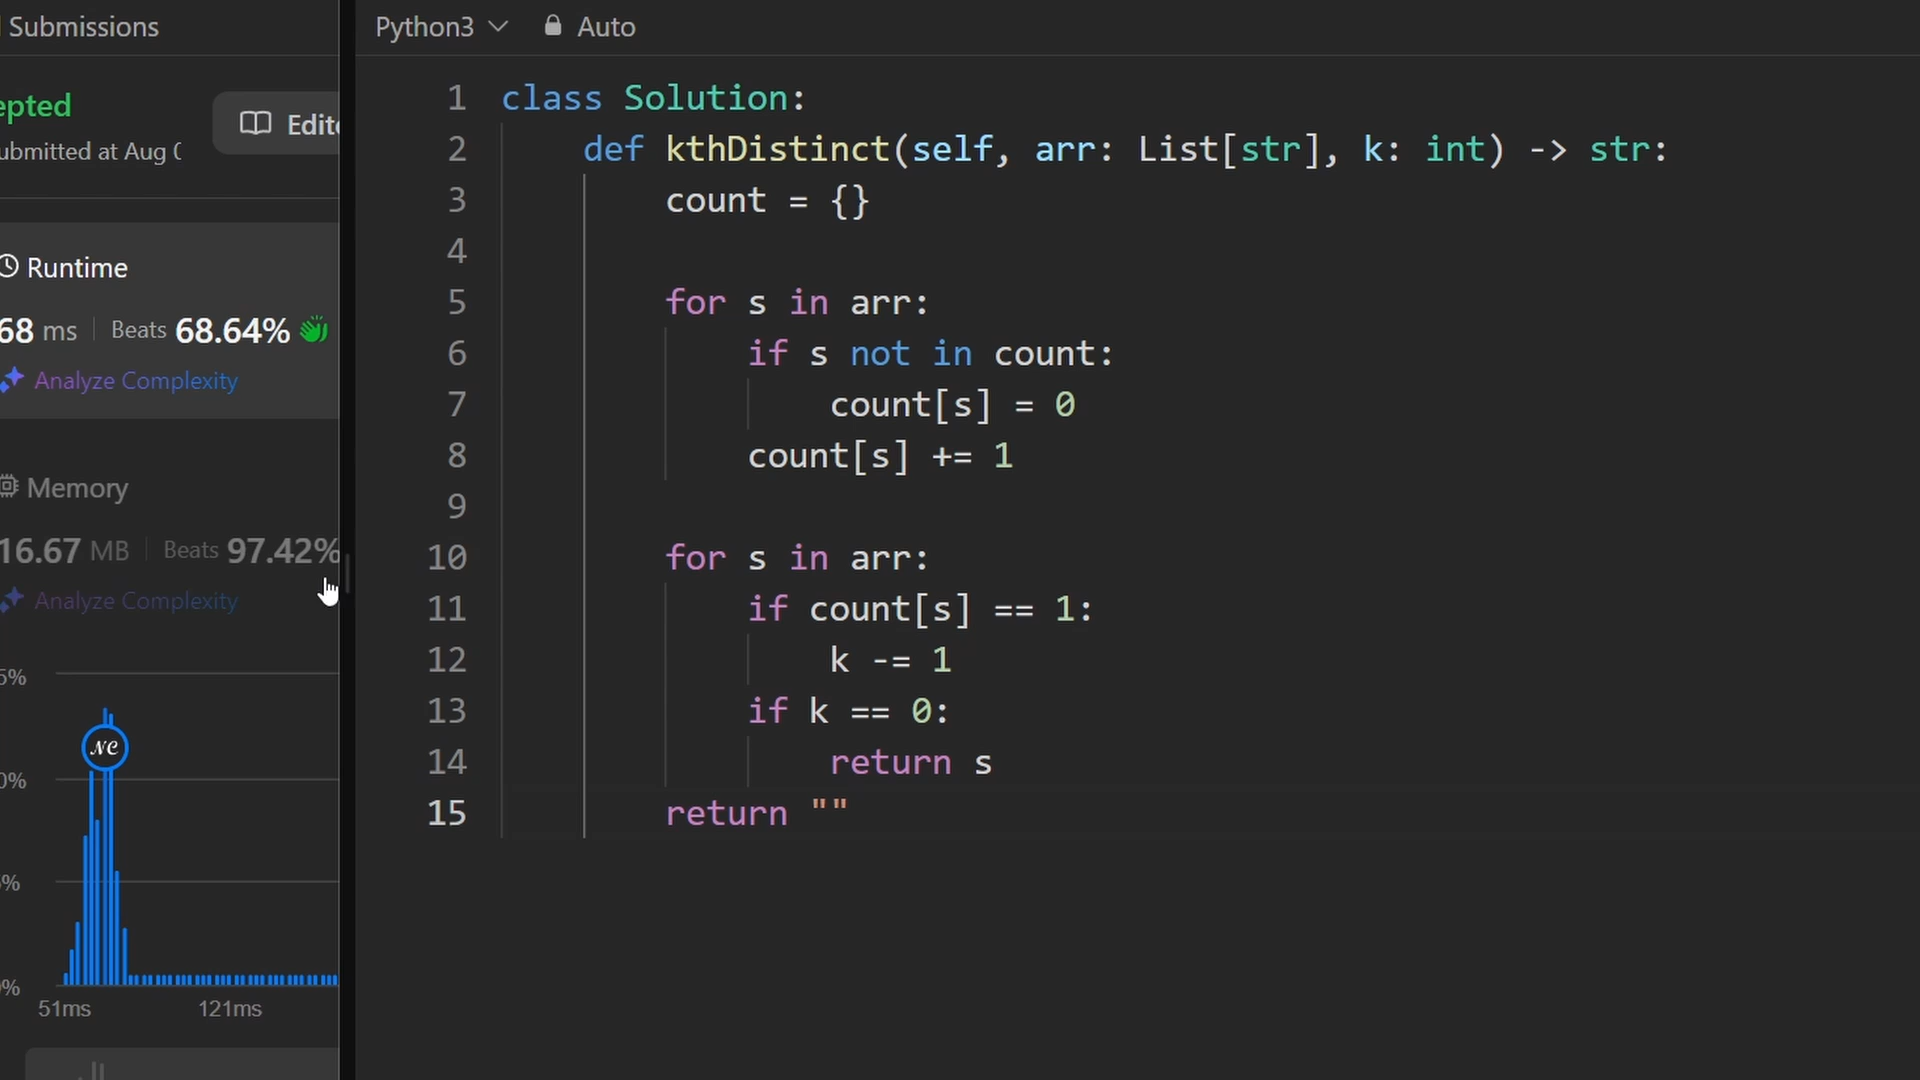 Submissions
epted
ubmitted at Aug
Edit
Runtime
68 ms
Beats 68.64%
Analyze Complexity
Memory
16.67 MB
Beats 97.42%
Analyze Complexity
5%
0%
%
%
51ms
121ms
NC
Python3
Auto
1 class Solution:
2     def kthDistinct(self, arr: List[str], k: int) -> str:
3         count = {}
4
5         for s in arr:
6             if s not in count:
7                 count[s] = 0
8             count[s] += 1
9
10         for s in arr:
11             if count[s] == 1:
12                 k -= 1
13             if k == 0:
14                 return s
15         return ""